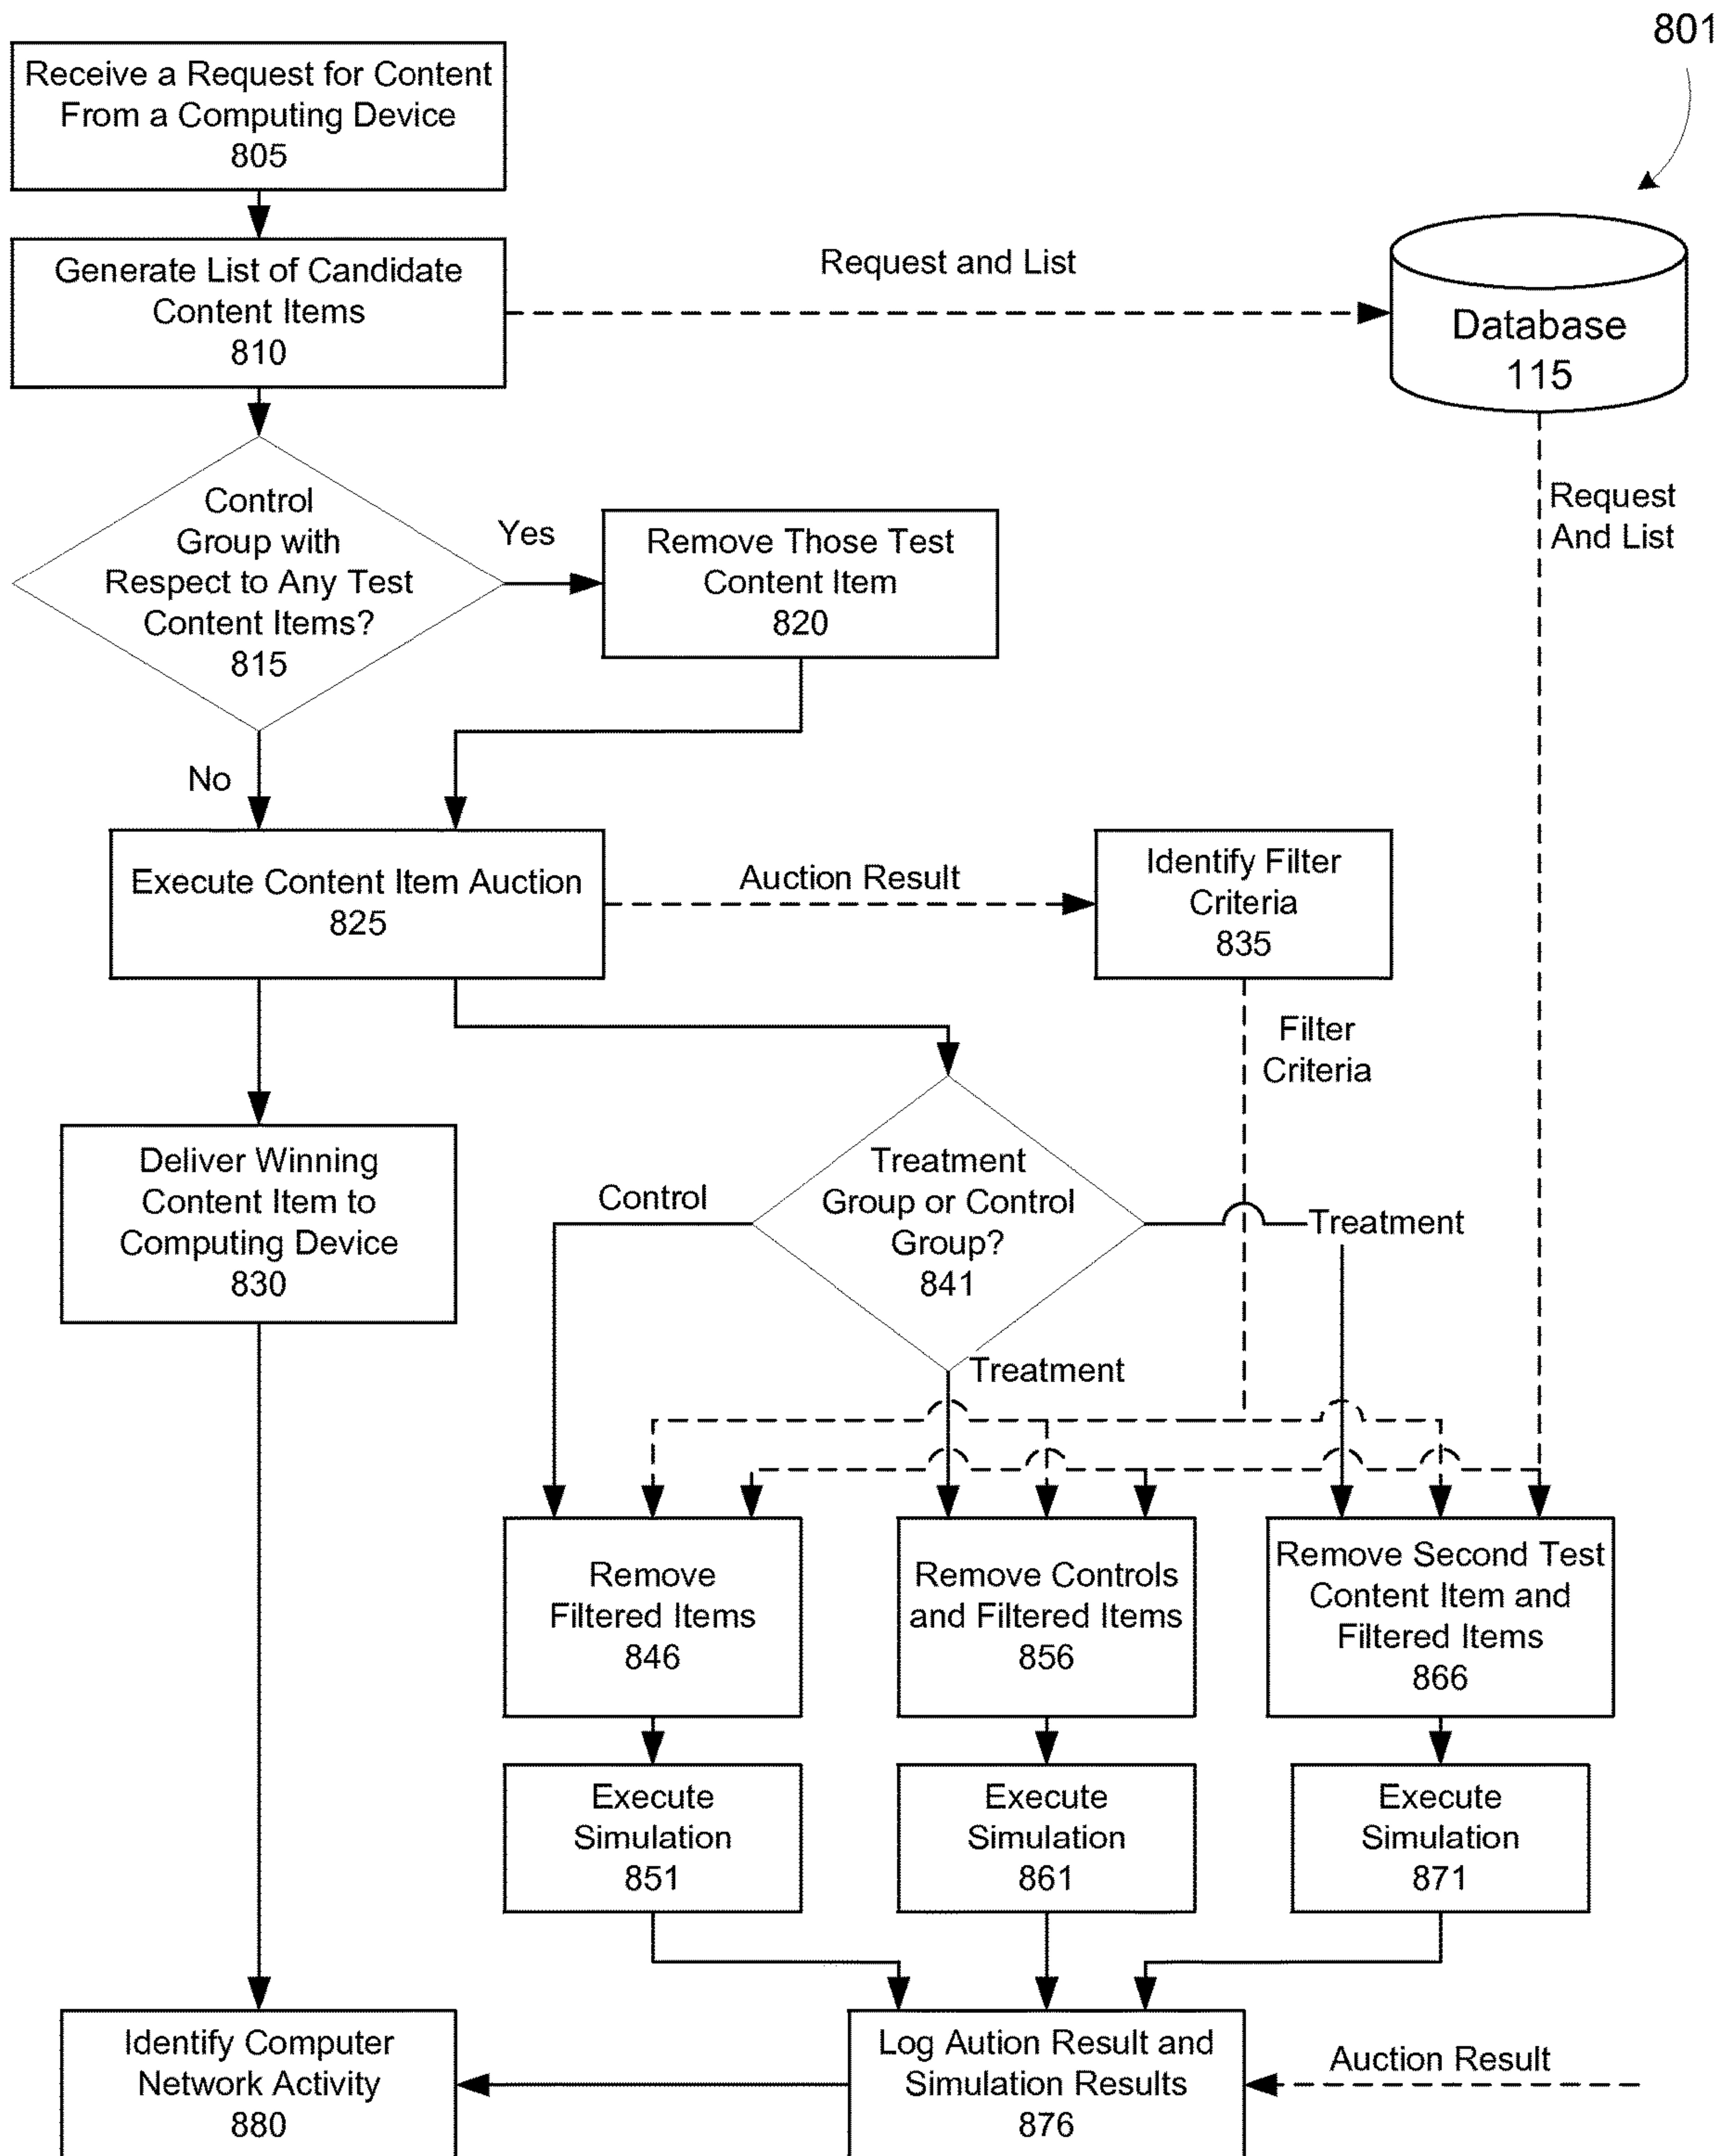 801
Receive a Request for Content
From a Computing Device
805
Generate List of Candidate
Content Items
810
Request and List
Database
115
Request
And List
Control
Group with
Respect to Any Test
Content Items?
815
Yes
Remove Those Test
Content Item
820
No
Execute Content Item Auction
825
Auction Result
Identify Filter
Criteria
835
Filter
Criteria
Deliver Winning
Content Item to
Computing Device
830
Control
Treatment
Group or Control
Group?
841
Treatment
Treatment
Remove
Filtered Items
846
Remove Controls
and Filtered Items
856
Remove Second Test
Content Item and
Filtered Items
866
Execute
Simulation
851
Execute
Simulation
861
Execute
Simulation
871
Identify Computer
Network Activity
880
Log Aution Result and
Simulation Results
876
Auction Result